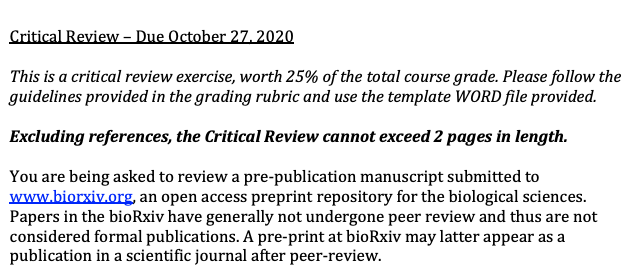 Critical Review – Due October 27, 2020
This is a critical review exercise, worth 25% of the total course grade. Please follow the
guidelines provided in the grading rubric and use the template WORD file provided.
Excluding references, the Critical Review cannot exceed 2 pages in length.
You are being asked to review a pre-publication manuscript submitted to
www.biorxiv.org, an open access preprint repository for the biological sciences.
Papers in the bioRxiv have generally not undergone peer review and thus are not
considered formal publications. A pre-print at bioRxiv may latter appear as a
publication in a scientific journal after peer-review.